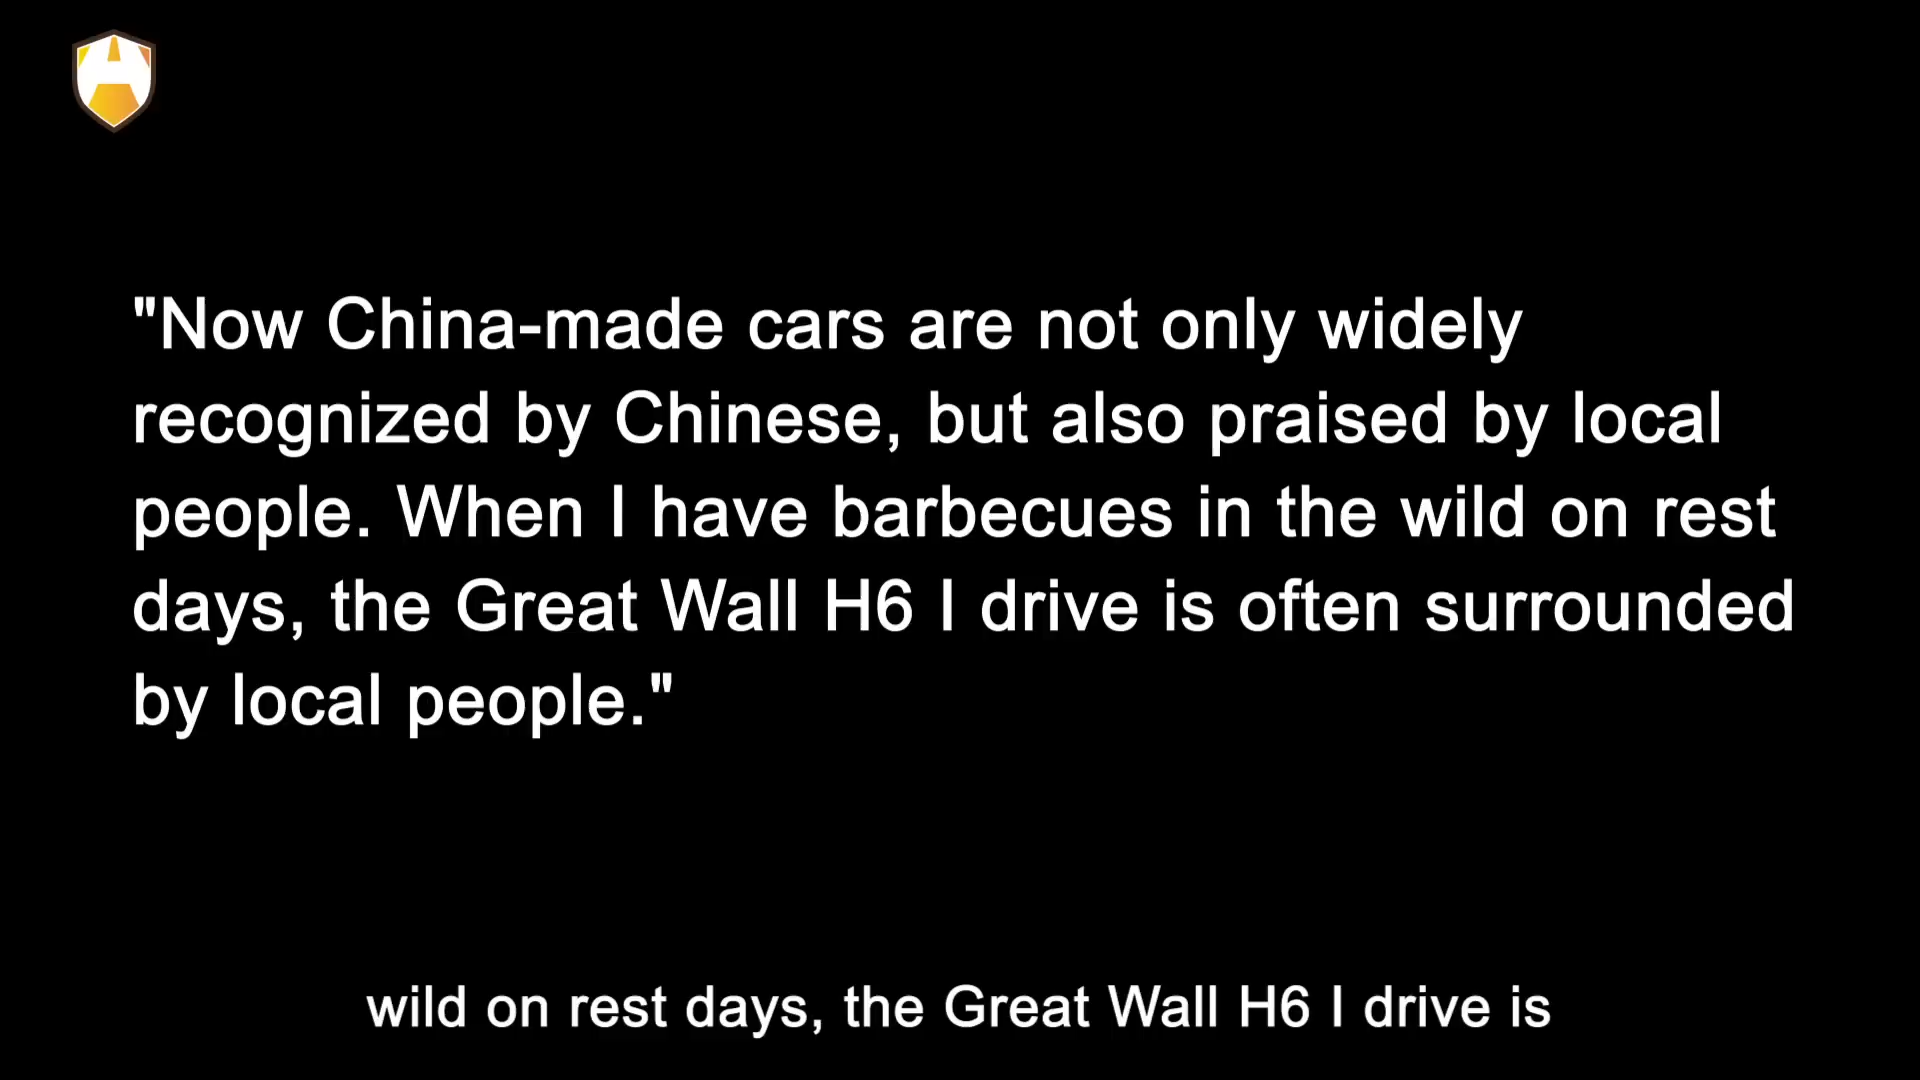 "Now China-made cars are not only widely
recognized by Chinese, but also praised by local
people. When I have barbecues in the wild on rest
days, the Great Wall H6 I drive is often surrounded
by local people."
wild on rest days, the Great Wall H6 I drive is